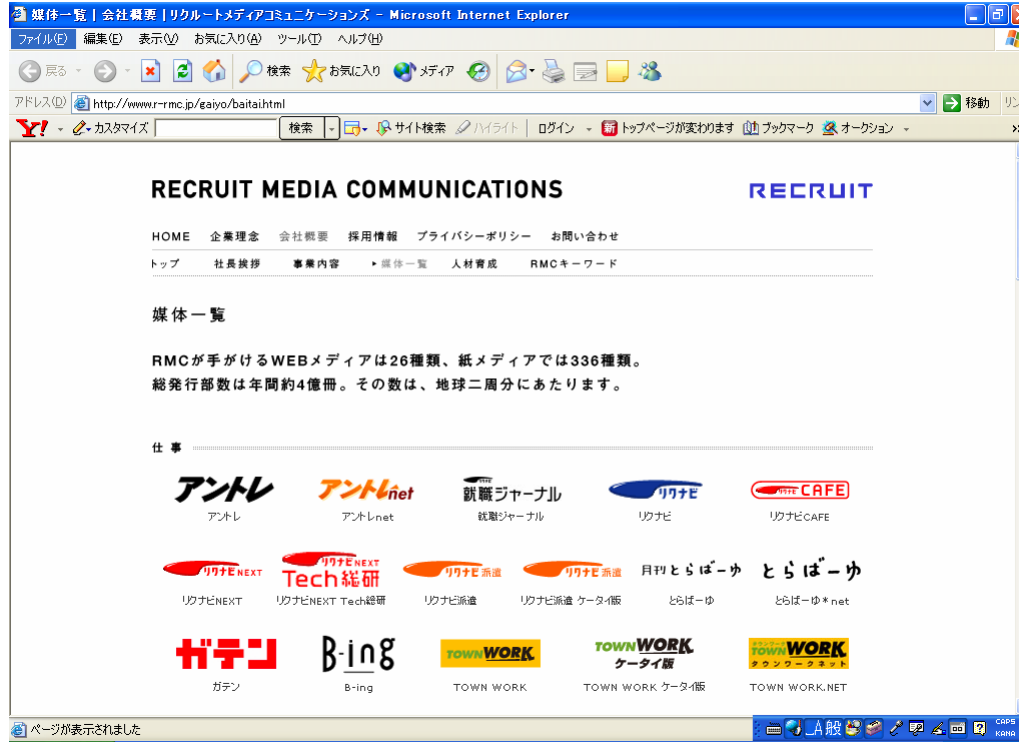 媒体一覧 | 会社概要 | リクルートメディアコミュニケーションズ - Microsoft Internet Explorer
ファイル(F) 編集(E) 表示(V) お気に入り(A) ツール(T) ヘルプ(H)
戻る 検索 お気に入り メディア
アドレス(D) http://www.r-rmc.jp/gaiyo/baitai.html 移動 リン
Y! カスタマイズ 検索 サイト検索 ハイライト ログイン 新 トップページが変わります ブックマーク オークション »
RECRUIT MEDIA COMMUNICATIONS RECRUIT
HOME 企業理念 会社概要 採用情報 プライバシーポリシー お問い合わせ
トップ 社長挨拶 事業内容 媒体一覧 人材育成 RMCキーワード
媒体一覧
RMCが手がけるWEBメディアは26種類、紙メディアでは336種類。
総発行部数は年間約4億冊。その数は、地球二周分にあたります。
仕事
アントレ アントレnet 就職ジャーナル リクナビ リクナビCAFE
アントレ アントレnet 就職ジャーナル リクナビ リクナビCAFE
リクナビNEXT リクナビNEXT Tech総研 リクナビ派遣 リクナビ派遣 月刊とらばーゆ とらばーゆ
リクナビNEXT リクナビNEXT Tech総研 リクナビ派遣 リクナビ派遣 ケータイ版 とらばーゆ とらばーゆ*net
ガテン B-ing TOWNWORK TOWNWORK ケータイ版 TOWNWORK タウンワークネット
ガテン B-ing TOWN WORK TOWN WORK ケータイ版 TOWN WORK.NET
ページが表示されました A 般 CAPS KANA